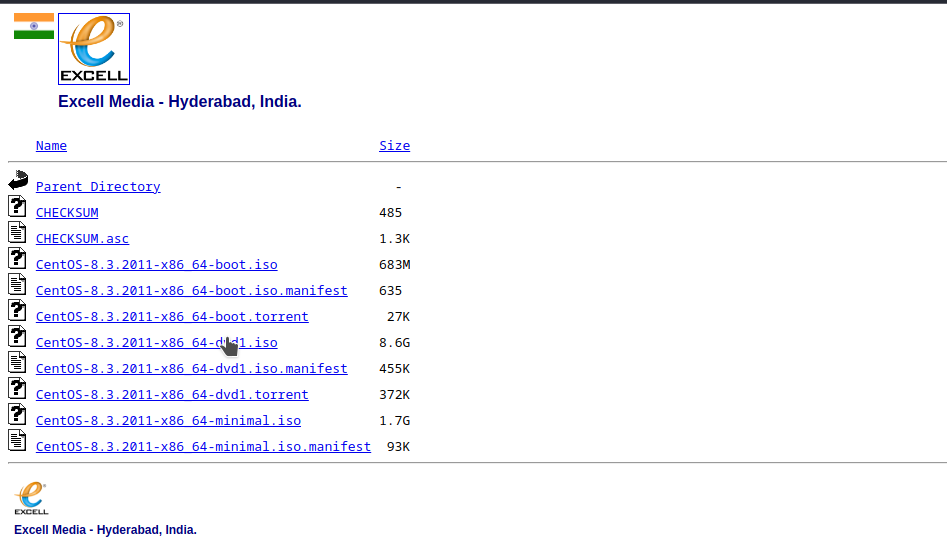 EXCELL
Excell Media - Hyderabad, India.
Name Size
Parent Directory -
CHECKSUM 485
CHECKSUM.asc 1.3K
CentOS-8.3.2011-x86_64-boot.iso 683M
CentOS-8.3.2011-x86_64-boot.iso.manifest 635
CentOS-8.3.2011-x86_64-boot.torrent 27K
CentOS-8.3.2011-x86_64-dvd1.iso 8.6G
CentOS-8.3.2011-x86_64-dvd1.iso.manifest 455K
CentOS-8.3.2011-x86_64-dvd1.torrent 372K
CentOS-8.3.2011-x86_64-minimal.iso 1.7G
CentOS-8.3.2011-x86_64-minimal.iso.manifest 93K
EXCELL
Excell Media - Hyderabad, India.